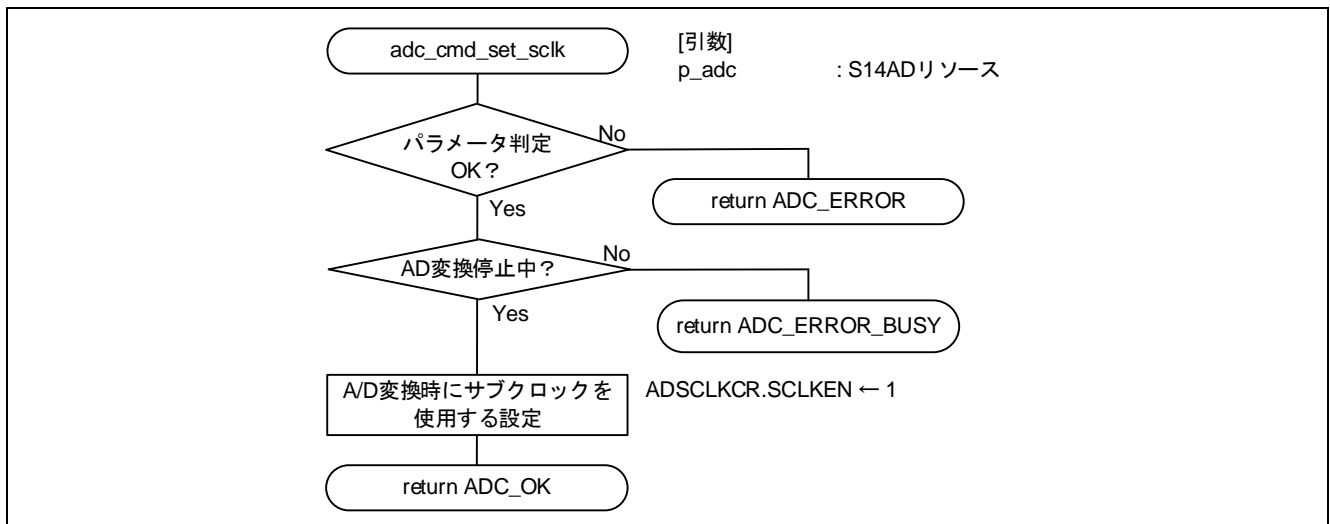 adc_cmd_set_sclk
[引数]
p_adc : S14ADリソース
パラメータ判定
OK?
No
return ADC_ERROR
Yes
AD変換停止中?
No
return ADC_ERROR_BUSY
Yes
A/D変換時にサブクロックを
使用する設定
ADSCLKCR.SCLKEN ← 1
return ADC_OK